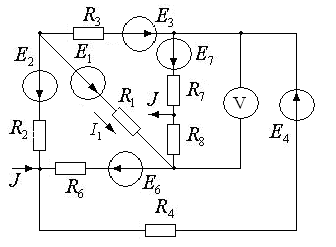 R3 E3
E2 E1 E7
R1 J R7 V
I1 R8 E4
R2
J R6 E6
R4